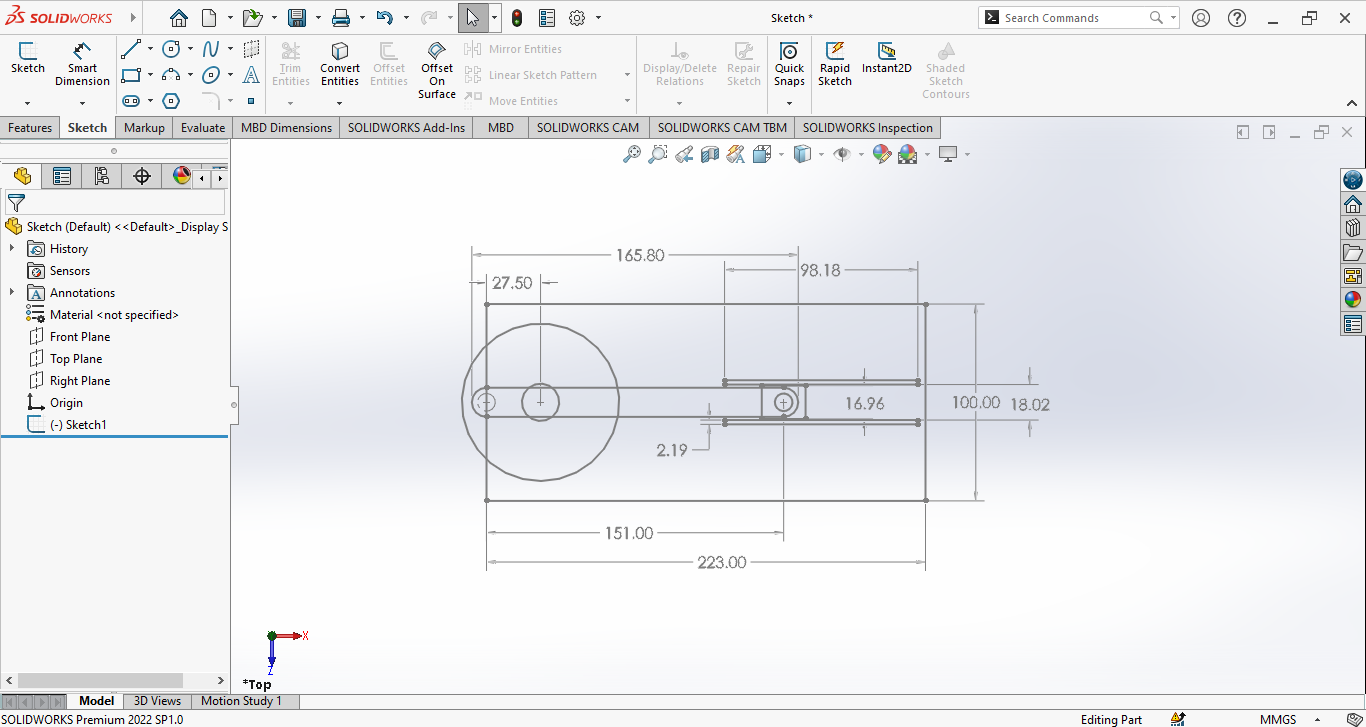 SOLIDWORKS
Sketch *
Search Commands
Sketch
Smart Dimension
Trim Entities
Convert Entities
Offset Entities
Offset On Surface
Mirror Entities
Linear Sketch Pattern
Move Entities
Display/Delete Relations
Repair Sketch
Quick Snaps
Rapid Sketch
Instant2D
Shaded Sketch Contours
Features
Sketch
Markup
Evaluate
MBD Dimensions
SOLIDWORKS Add-Ins
MBD
SOLIDWORKS CAM
SOLIDWORKS CAM TBM
SOLIDWORKS Inspection
Sketch (Default) <<Default>_Display S
History
Sensors
Annotations
Material <not specified>
Front Plane
Top Plane
Right Plane
Origin
(-) Sketch1
165.80
98.18
27.50
16.96
100.00
18.02
2.19
151.00
223.00
X
Z
*Top
Model
3D Views
Motion Study 1
SOLIDWORKS Premium 2022 SP1.0
Editing Part
MMGS